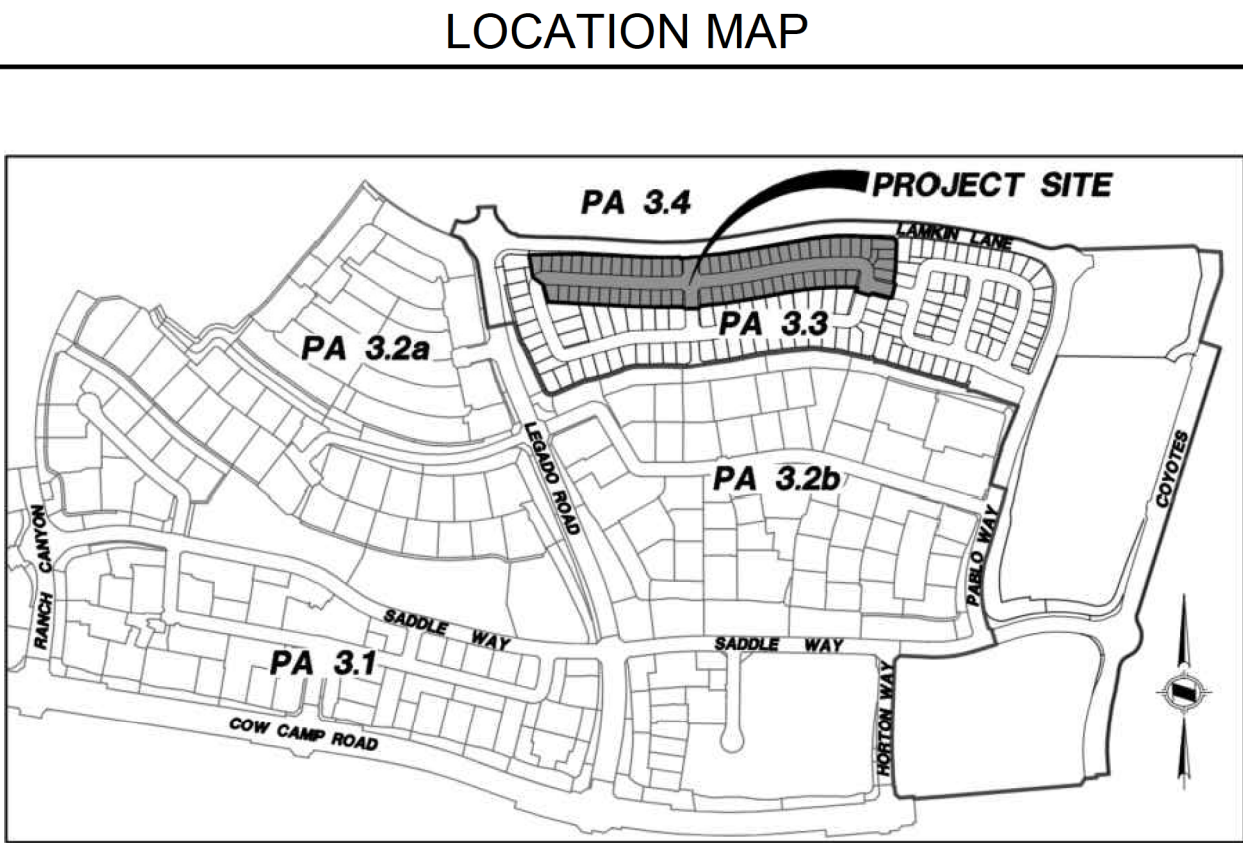 LOCATION MAP
PROJECT SITE
PA 3.4
LAMKIN LANE
PA 3.3
PA 3.2a
LEGADO ROAD
PA 3.2b
COYOTES
RANCH CANYON
PABLO WAY
SADDLE WAY
SADDLE WAY
PA 3.1
HORTON WAY
COW CAMP ROAD